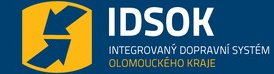 IDSOK
INTEGROVANÝ DOPRAVNÍ SYSTÉM
OLOMOUCKÉHO KRAJE